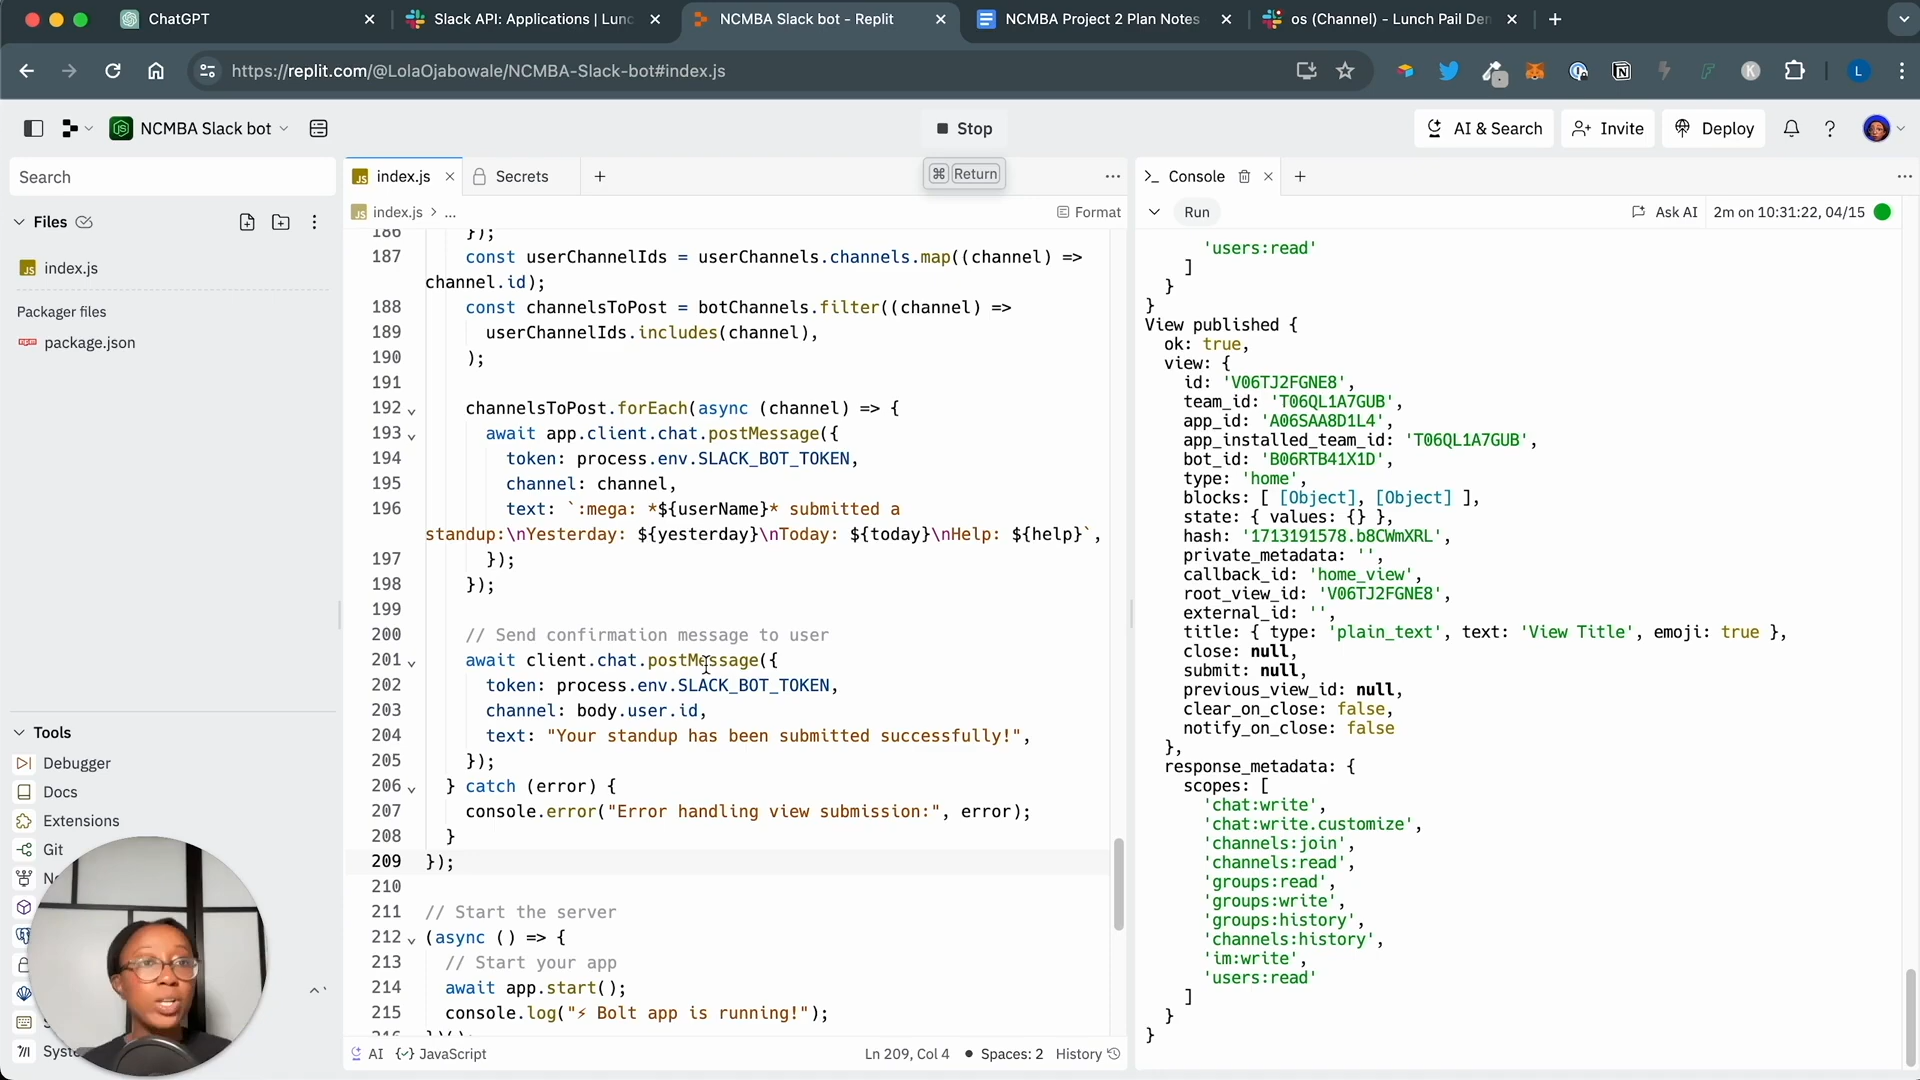 ChatGPT
Slack API: Applications | Lunc
NCMBA Slack bot - Replit
NCMBA Project 2 Plan Notes
os (Channel) - Lunch Pail Den
https://replit.com/@LolaOjabowale/NCMBA-Slack-bot#index.js
K
L
NCMBA Slack bot
Stop
AI & Search
Invite
Deploy
⌘ Return
Search
index.js
Secrets
Console
index.js > ...
Format
Run
Ask AI
2m on 10:31:22, 04/15
Files
index.js
Packager files
package.json
Tools
Debugger
Docs
Extensions
Git
186 });
187 const userChannelIds = userChannels.channels.map((channel) =>
channel.id);
188 const channelsToPost = botChannels.filter((channel) =>
189 userChannelIds.includes(channel),
190 );
191
192 channelsToPost.forEach(async (channel) => {
193 await app.client.chat.postMessage({
194 token: process.env.SLACK_BOT_TOKEN,
195 channel: channel,
196 text: `:mega: *${userName}* submitted a
standup:\nYesterday: ${yesterday}\nToday: ${today}\nHelp: ${help}`,
197 });
198 });
199
200 // Send confirmation message to user
201 await client.chat.postMessage({
202 token: process.env.SLACK_BOT_TOKEN,
203 channel: body.user.id,
204 text: "Your standup has been submitted successfully!",
205 });
206 } catch (error) {
207 console.error("Error handling view submission:", error);
208 }
209 });
210
211 // Start the server
212 (async () => {
213 // Start your app
214 await app.start();
215 console.log("⚡ Bolt app is running!");
AI {} JavaScript
Ln 209, Col 4 • Spaces: 2 History
'users:read'
]
}
}
View published {
ok: true,
view: {
id: 'V06TJ2FGNE8',
team_id: 'T06QL1A7GUB',
app_id: 'A06SAA8D1L4',
app_installed_team_id: 'T06QL1A7GUB',
bot_id: 'B06RTB41X1D',
type: 'home',
blocks: [ [Object], [Object] ],
state: { values: {} },
hash: '1713191578.b8CWmXRL',
private_metadata: '',
callback_id: 'home_view',
root_view_id: 'V06TJ2FGNE8',
external_id: '',
title: { type: 'plain_text', text: 'View Title', emoji: true },
close: null,
submit: null,
previous_view_id: null,
clear_on_close: false,
notify_on_close: false
},
response_metadata: {
scopes: [
'chat:write',
'chat:write.customize',
'channels:join',
'channels:read',
'groups:read',
'groups:write',
'groups:history',
'channels:history',
'im:write',
'users:read'
]
}
}